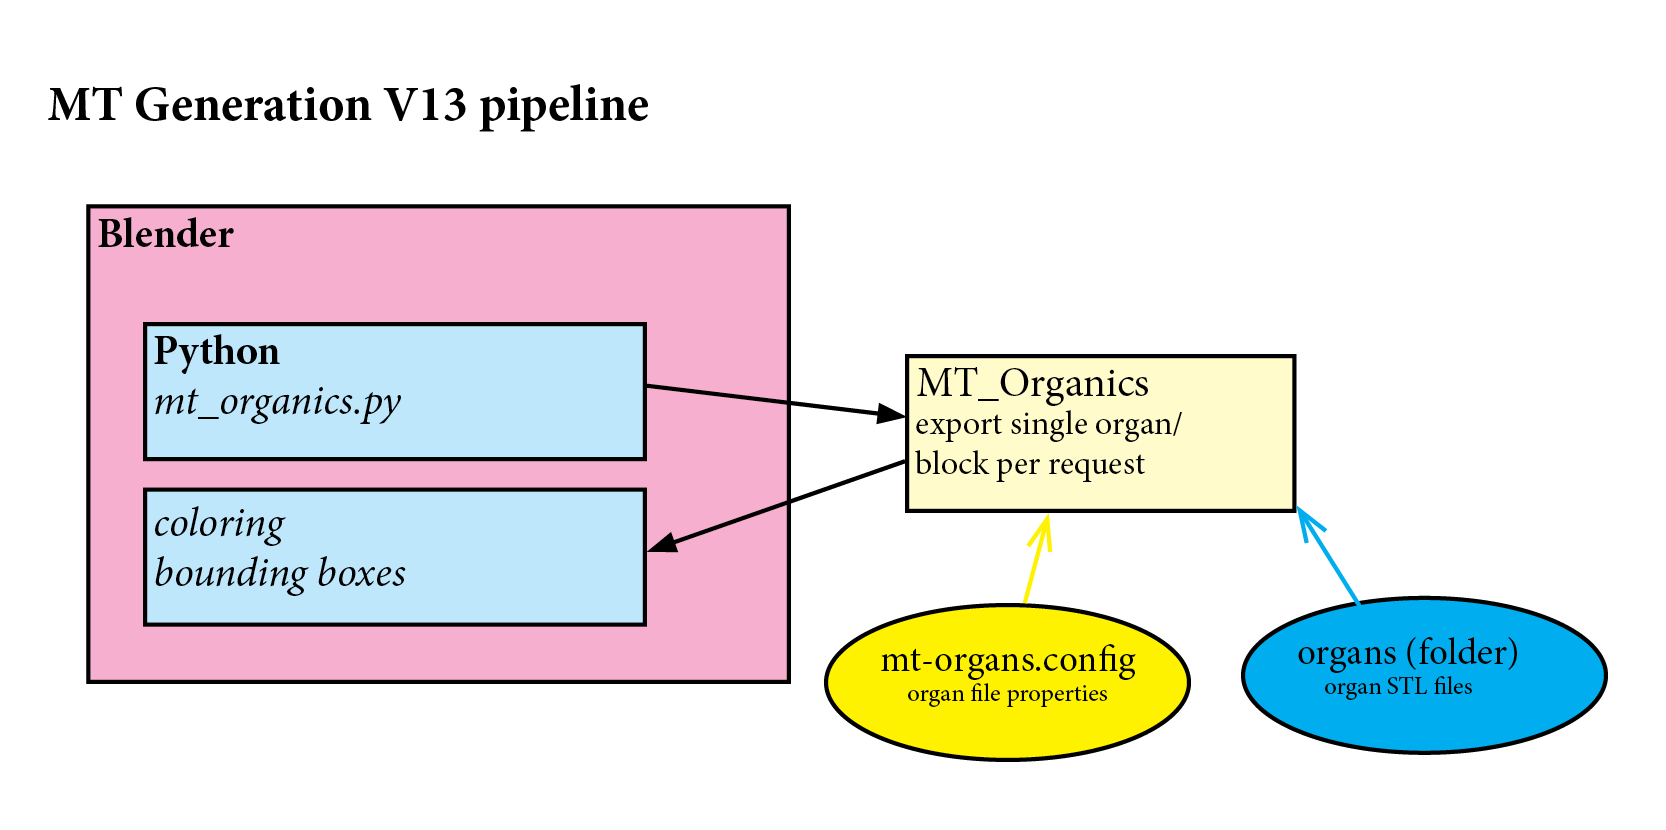 MT Generation V13 pipeline
Blender
Python
mt_organics.py
coloring
bounding boxes
MT_Organics
export single organ/
block per request
mt-organs.config
organ file properties
organs (folder)
organ STL files